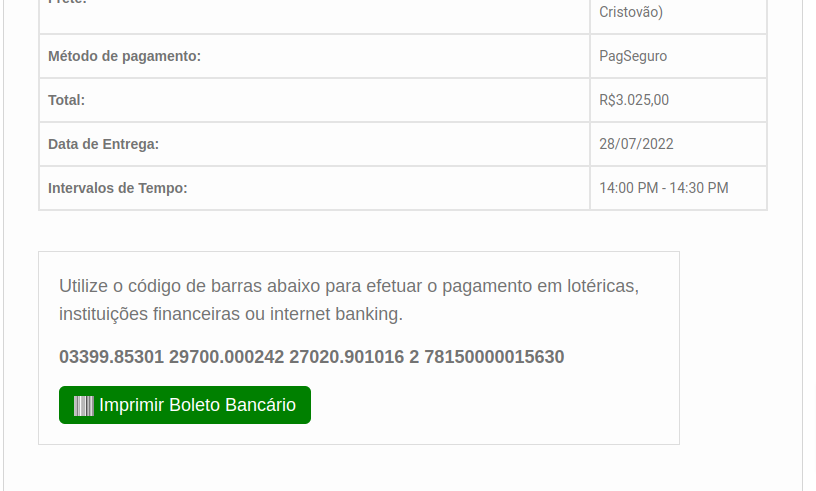 Frete:
Cristovão)
Método de pagamento: PagSeguro
Total: R$3.025,00
Data de Entrega: 28/07/2022
Intervalos de Tempo: 14:00 PM - 14:30 PM
Utilize o código de barras abaixo para efetuar o pagamento em lotéricas,
instituições financeiras ou internet banking.
03399.85301 29700.000242 27020.901016 2 78150000015630
Imprimir Boleto Bancário